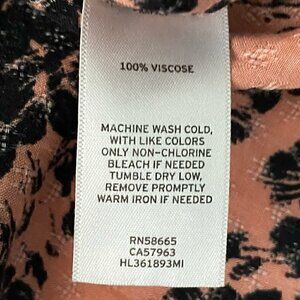 100% VISCOSE
MACHINE WASH COLD,
WITH LIKE COLORS
ONLY NON-CHLORINE
BLEACH IF NEEDED
TUMBLE DRY LOW,
REMOVE PROMPTLY
WARM IRON IF NEEDED
RN58665
CA57963
HL361893MI